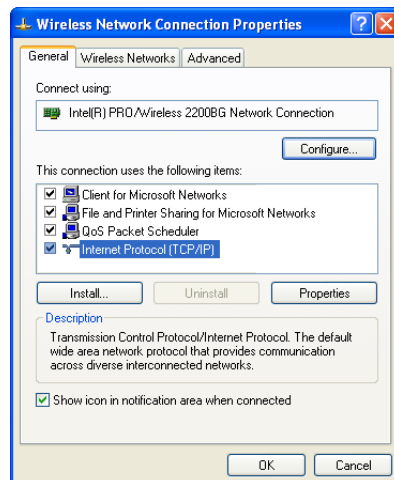 Wireless Network Connection Properties
General Wireless Networks Advanced
Connect using:
Intel(R) PRO/Wireless 2200BG Network Connection
Configure...
This connection uses the following items:
Client for Microsoft Networks
File and Printer Sharing for Microsoft Networks
QoS Packet Scheduler
Internet Protocol (TCP/IP)
Install... Uninstall Properties
Description
Transmission Control Protocol/Internet Protocol. The default
wide area network protocol that provides communication
across diverse interconnected networks.
Show icon in notification area when connected
OK Cancel